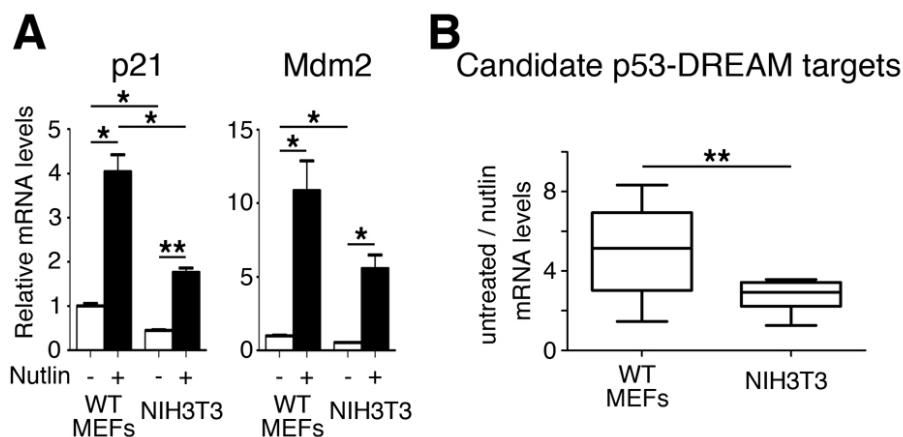 A
p21
Mdm2
Relative mRNA levels
*
*
*
**
5
4
3
2
1
0
*
*
*
15
10
5
0
Nutlin
- + - +
- + - +
WT
MEFs
NIH3T3
WT
MEFs
NIH3T3
B
Candidate p53-DREAM targets
untreated / nutlin
mRNA levels
**
8
4
0
WT
MEFs
NIH3T3